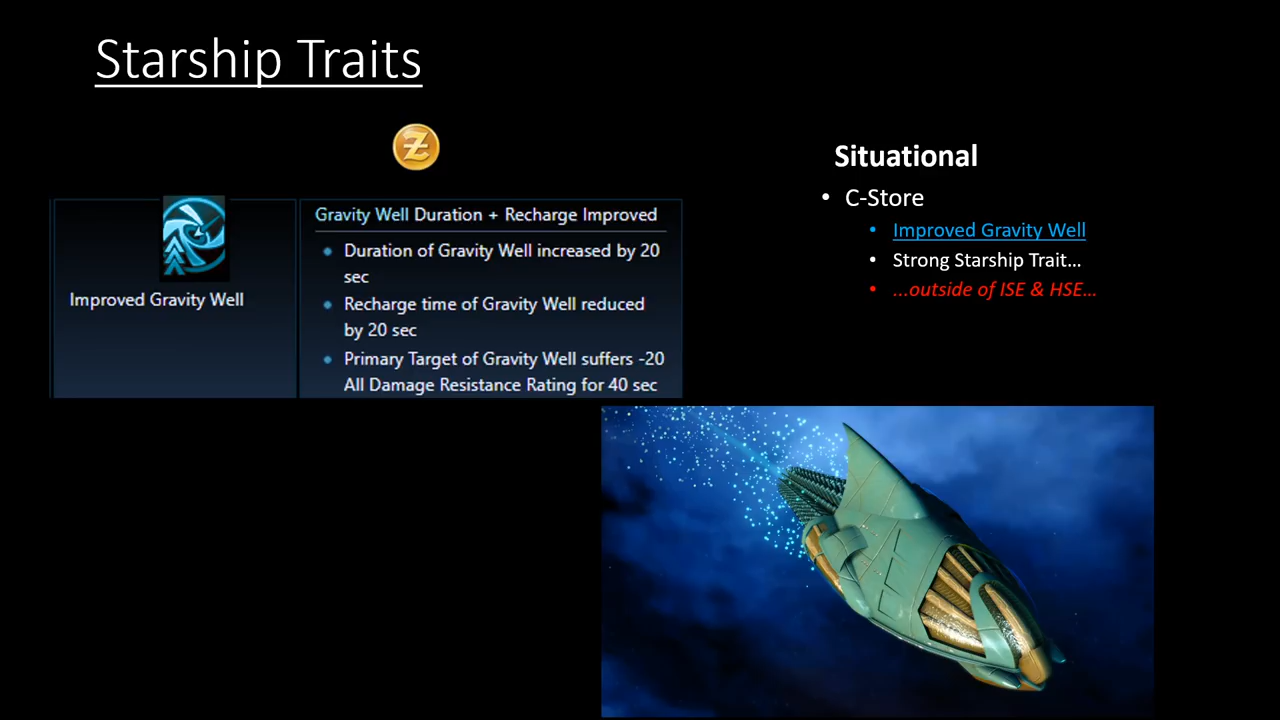 Starship Traits
Situational
• C-Store
• Improved Gravity Well
• Strong Starship Trait...
• ...outside of ISE & HSE...
Improved Gravity Well
Gravity Well Duration + Recharge Improved
• Duration of Gravity Well increased by 20
sec
• Recharge time of Gravity Well reduced
by 20 sec
• Primary Target of Gravity Well suffers -20
All Damage Resistance Rating for 40 sec